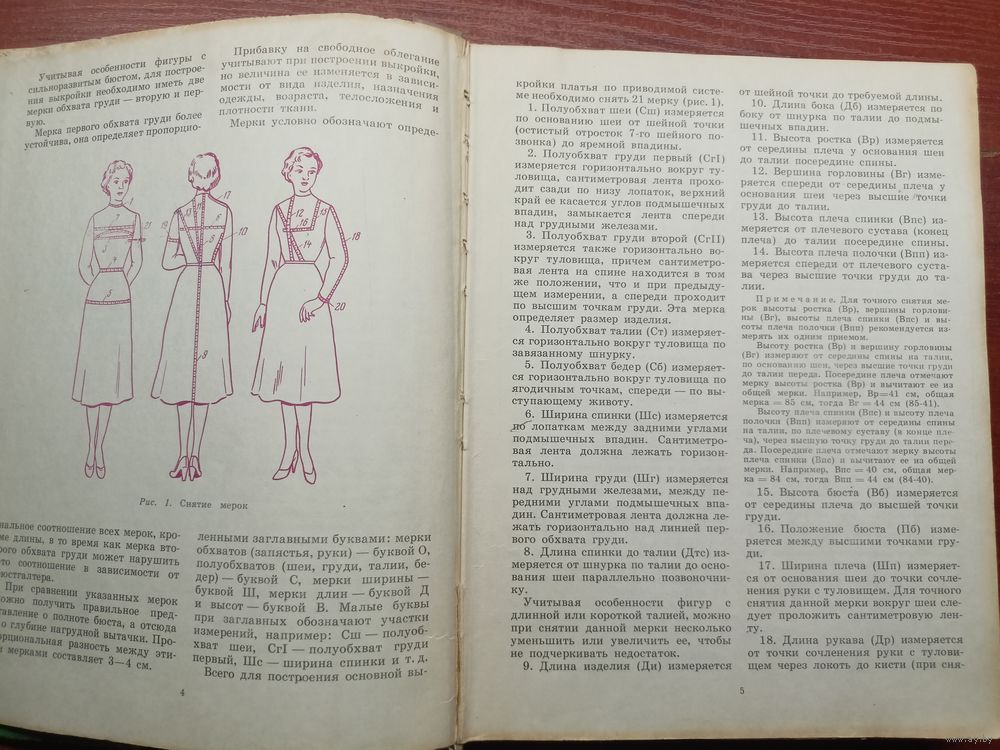 Учитывая особенности фигуры с
сильноразвитым бюстом, для построе-
ния выкройки необходимо иметь две
мерки обхвата груди — вторую и пер-
вую.
Мерка первого обхвата груди более
устойчива, она определяет пропорцио-
Прибавку на свободное облегание
учитывают при построении выкройки,
но величина ее изменяется в зависи-
мости от вида изделия, назначения
одежды, возраста, телосложения и
плотности ткани.
Мерки условно обозначают опреде-
Рис. 1. Снятие мерок
нальное соотношение всех мерок, кро-
ме длины, в то время как мерка вто-
рого обхвата груди может нарушить
то соотношение в зависимости от
бюстгалтера.
При сравнении указанных мерок
можно получить правильное пред-
тавление о полноте бюста, а отсюда
о глубине нагрудной вытачки. Про-
порциональная разность между эти-
и мерками составляет 3—4 см.
ленными заглавными буквами: мерки
обхватов (запястья, руки) — буквой О,
полуобхватов (шеи, груди, талии, бе-
дер) — буквой С, мерки ширины —
буквой Ш, мерки длин — буквой Д
и высот — буквой В. Малые буквы
при заглавных обозначают участки
измерений, например: Сш — полуоб-
хват шеи, СгI — полуобхват груди
первый, Шс — ширина спинки и т. д.
Всего для построения основной вы-
4
кройки платья по приводимой систе-
ме необходимо снять 21 мерку (рис. 1).
1. Полуобхват шеи (Сш) измеряется
по основанию шеи от шейной точки
(остистый отросток 7-го шейного по-
звонка) до яремной впадины.
2. Полуобхват груди первый (СгI)
измеряется горизонтально вокруг ту-
ловища, сантиметровая лента прохо-
дит сзади по низу лопаток, верхний
край ее касается углов подмышечных
впадин, замыкается лента спереди
над грудными железами.
3. Полуобхват груди второй (СгII)
измеряется также горизонтально во-
круг туловища, причем сантиметро-
вая лента на спине находится в том
же положении, что и при предыду-
щем измерении, а спереди проходит
по высшим точкам груди. Эта мерка
определяет размер изделия.
4. Полуобхват талии (Ст) измеряет-
ся горизонтально вокруг туловища по
завязанному шнурку.
5. Полуобхват бедер (Сб) измеряет-
ся горизонтально вокруг туловища по
ягодичным точкам, спереди — по вы-
ступающему животу.
6. Ширина спинки (Шс) измеряется
по лопаткам между задними углами
подмышечных впадин. Сантиметро-
вая лента должна лежать горизон-
тально.
7. Ширина груди (Шг) измеряется
над грудными железами, между пе-
редними углами подмышечных впа-
дин. Сантиметровая лента должна ле-
жать горизонтально над линией пер-
вого обхвата груди.
8. Длина спинки до талии (Дтс) из-
меряется от шнурка по талии до осно-
вания шеи параллельно позвоночни-
ку.
Учитывая особенности фигур с
длинной или короткой талией, можно
при снятии данной мерки несколько
уменьшить или увеличить ее, чтобы
не подчеркивать недостаток.
9. Длина изделия (Ди) измеряется
от шейной точки до требуемой длины.
10. Длина бока (Дб) измеряется по
боку от шнурка по талии до подмы-
шечных впадин.
11. Высота ростка (Вр) измеряется
от середины плеча у основания шеи
до талии посередине спины.
12. Вершина горловины (Вг) изме-
ряется спереди от середины плеча у
основания шеи через высшие точки
груди до талии.
13. Высота плеча спинки (Впс) из-
меряется от плечевого сустава (конец
плеча) до талии посередине спины.
14. Высота плеча полочки (Впп) из-
меряется спереди от плечевого суста-
ва через высшие точки груди до та-
лии.
Примечание. Для точного снятия ме-
рок высоты ростка (Вр), вершины горлови-
ны (Вг), высоты плеча спинки (Впс) и вы-
соты плеча полочки (Впп) рекомендуется из-
мерять их одним приемом.
Высоту ростка (Вр) и вершину горловины
(Вг) измеряют от середины спины на талии,
по основанию шеи, через высшие точки груди
до талии переда. Посередине плеча отмечают
мерку высоты ростка (Вр) и вычитают ее из
общей мерки. Например, Вр=41 см, общая
мерка = 85 см, тогда Вг = 44 см (85-41).
Высоту плеча спинки (Впс) и высоту плеча
полочки (Впп) измеряют от середины спины
на талии, по плечевому суставу (в конце пле-
ча), через высшую точку груди до талии пере-
да. Посередине плеча отмечают мерку высоты
плеча спинки (Впс) и вычитают ее из общей
мерки. Например, Впс = 40 см, общая мер-
ка = 84 см, тогда Впп = 44 см (84-40).
15. Высота бюста (Вб) измеряется
от середины плеча до высшей точки
груди.
16. Положение бюста (Пб) изме-
ряется между высшими точками гру-
ди.
17. Ширина плеча (Шп) измеряет-
ся от основания шеи до точки сочле-
нения руки с туловищем. Для точного
снятия данной мерки вокруг шеи сле-
дует проложить сантиметровую лен-
ту.
18. Длина рукава (Др) измеряется
от точки сочленения руки с тулови-
щем через локоть до кисти (при сня-
5
www.ay.by